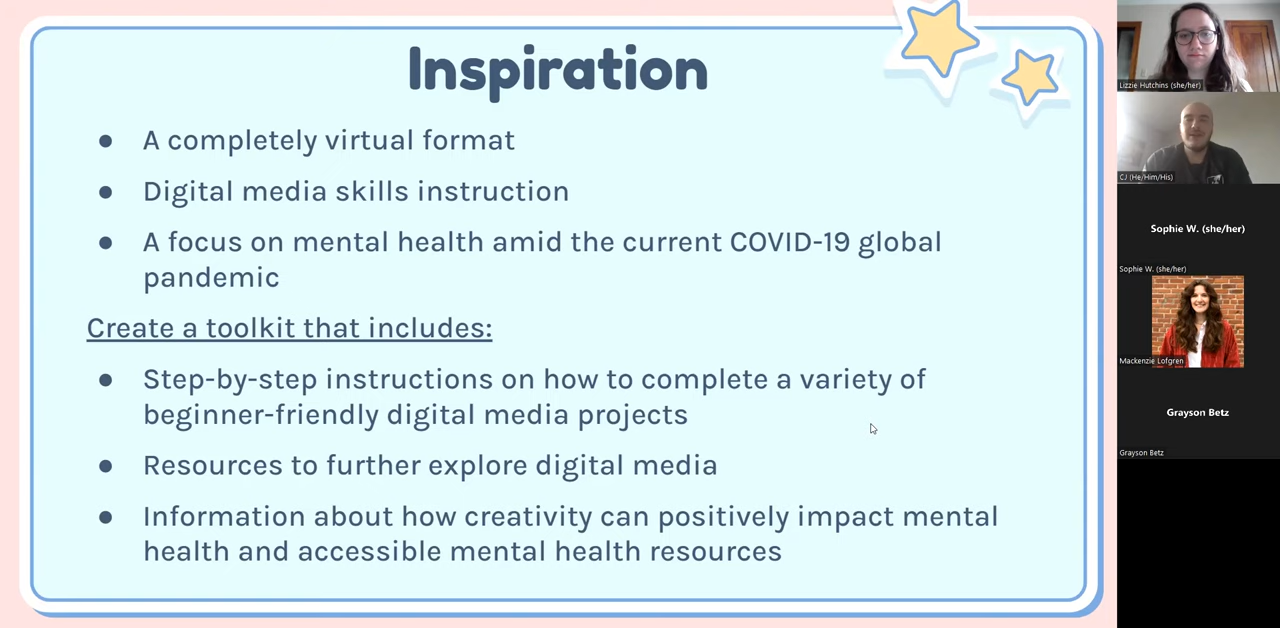 Inspiration
● A completely virtual format
● Digital media skills instruction
● A focus on mental health amid the current COVID-19 global
pandemic
Create a toolkit that includes:
● Step-by-step instructions on how to complete a variety of
beginner-friendly digital media projects
● Resources to further explore digital media
● Information about how creativity can positively impact mental
health and accessible mental health resources
Lizzie Hutchins (she/her)
CJ (He/Him/His)
Sophie W. (she/her)
Sophie W. (she/her)
Mackenzie Lofgren
Grayson Betz
Grayson Betz